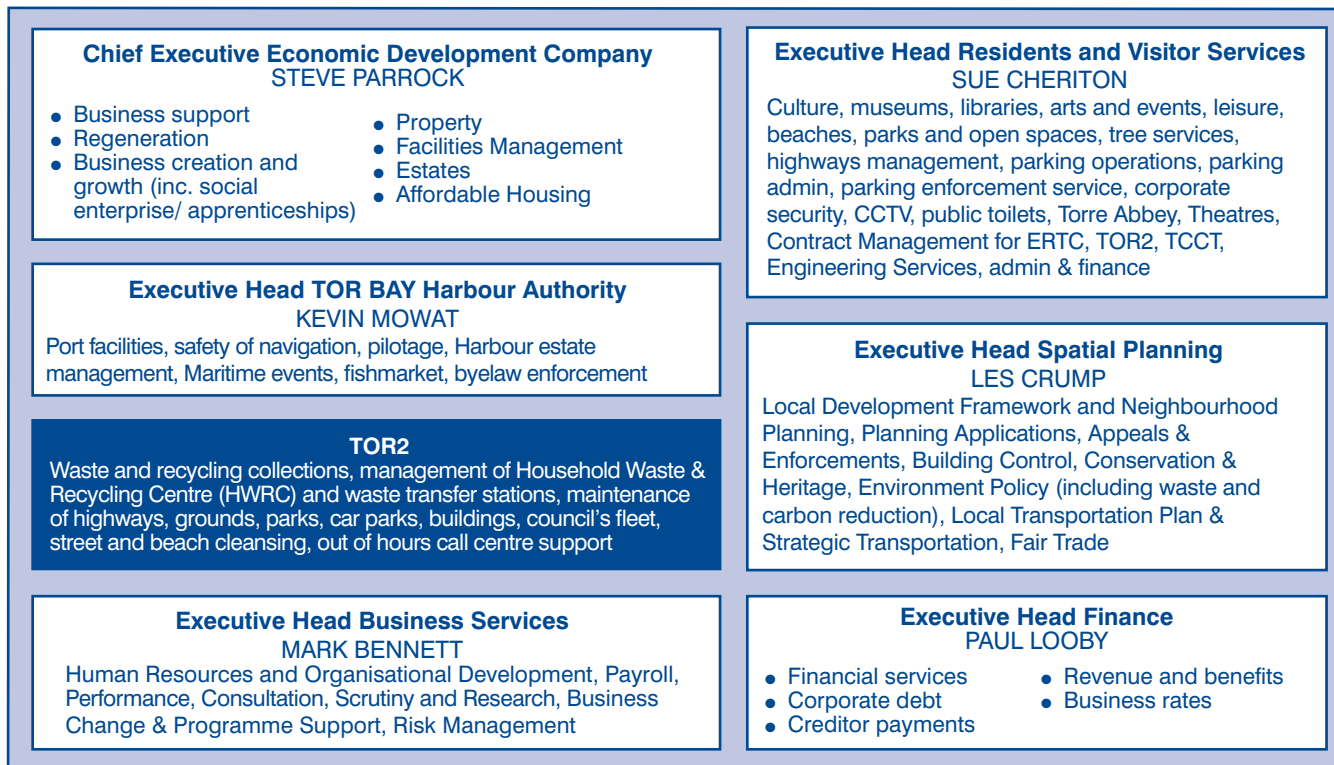 Chief Executive Economic Development Company
STEVE PARROCK
● Business support
● Regeneration
● Business creation and
growth (inc. social
enterprise/ apprenticeships)
● Property
● Facilities Management
● Estates
● Affordable Housing
Executive Head TOR BAY Harbour Authority
KEVIN MOWAT
Port facilities, safety of navigation, pilotage, Harbour estate
management, Maritime events, fishmarket, byelaw enforcement
TOR2
Waste and recycling collections, management of Household Waste &
Recycling Centre (HWRC) and waste transfer stations, maintenance
of highways, grounds, parks, car parks, buildings, council's fleet,
street and beach cleansing, out of hours call centre support
Executive Head Business Services
MARK BENNETT
Human Resources and Organisational Development, Payroll,
Performance, Consultation, Scrutiny and Research, Business
Change & Programme Support, Risk Management
Executive Head Residents and Visitor Services
SUE CHERITON
Culture, museums, libraries, arts and events, leisure,
beaches, parks and open spaces, tree services,
highways management, parking operations, parking
admin, parking enforcement service, corporate
security, CCTV, public toilets, Torre Abbey, Theatres,
Contract Management for ERTC, TOR2, TCCT,
Engineering Services, admin & finance
Executive Head Spatial Planning
LES CRUMP
Local Development Framework and Neighbourhood
Planning, Planning Applications, Appeals &
Enforcements, Building Control, Conservation &
Heritage, Environment Policy (including waste and
carbon reduction), Local Transportation Plan &
Strategic Transportation, Fair Trade
Executive Head Finance
PAUL LOOBY
● Financial services
● Corporate debt
● Creditor payments
● Revenue and benefits
● Business rates